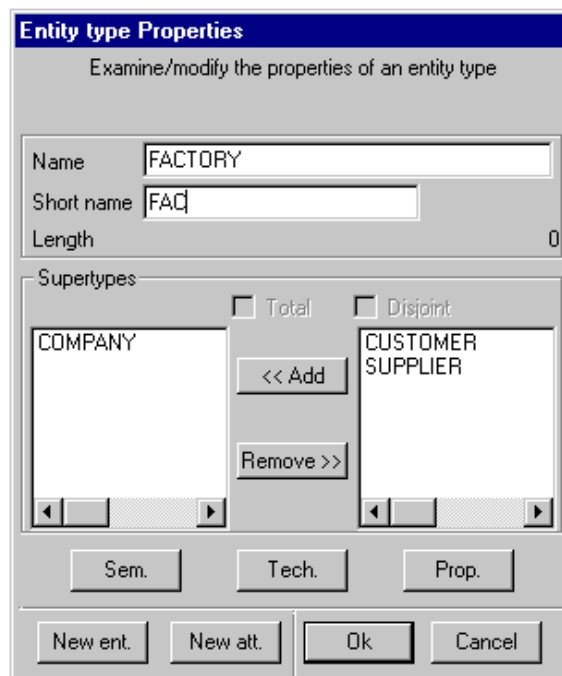 Entity type Properties
Examine/modify the properties of an entity type
Name FACTORY
Short name FAC
Length 0
Supertypes
Total Disjoint
COMPANY
<< Add
CUSTOMER
SUPPLIER
Remove >>
Sem. Tech. Prop.
New ent. New att. Ok Cancel